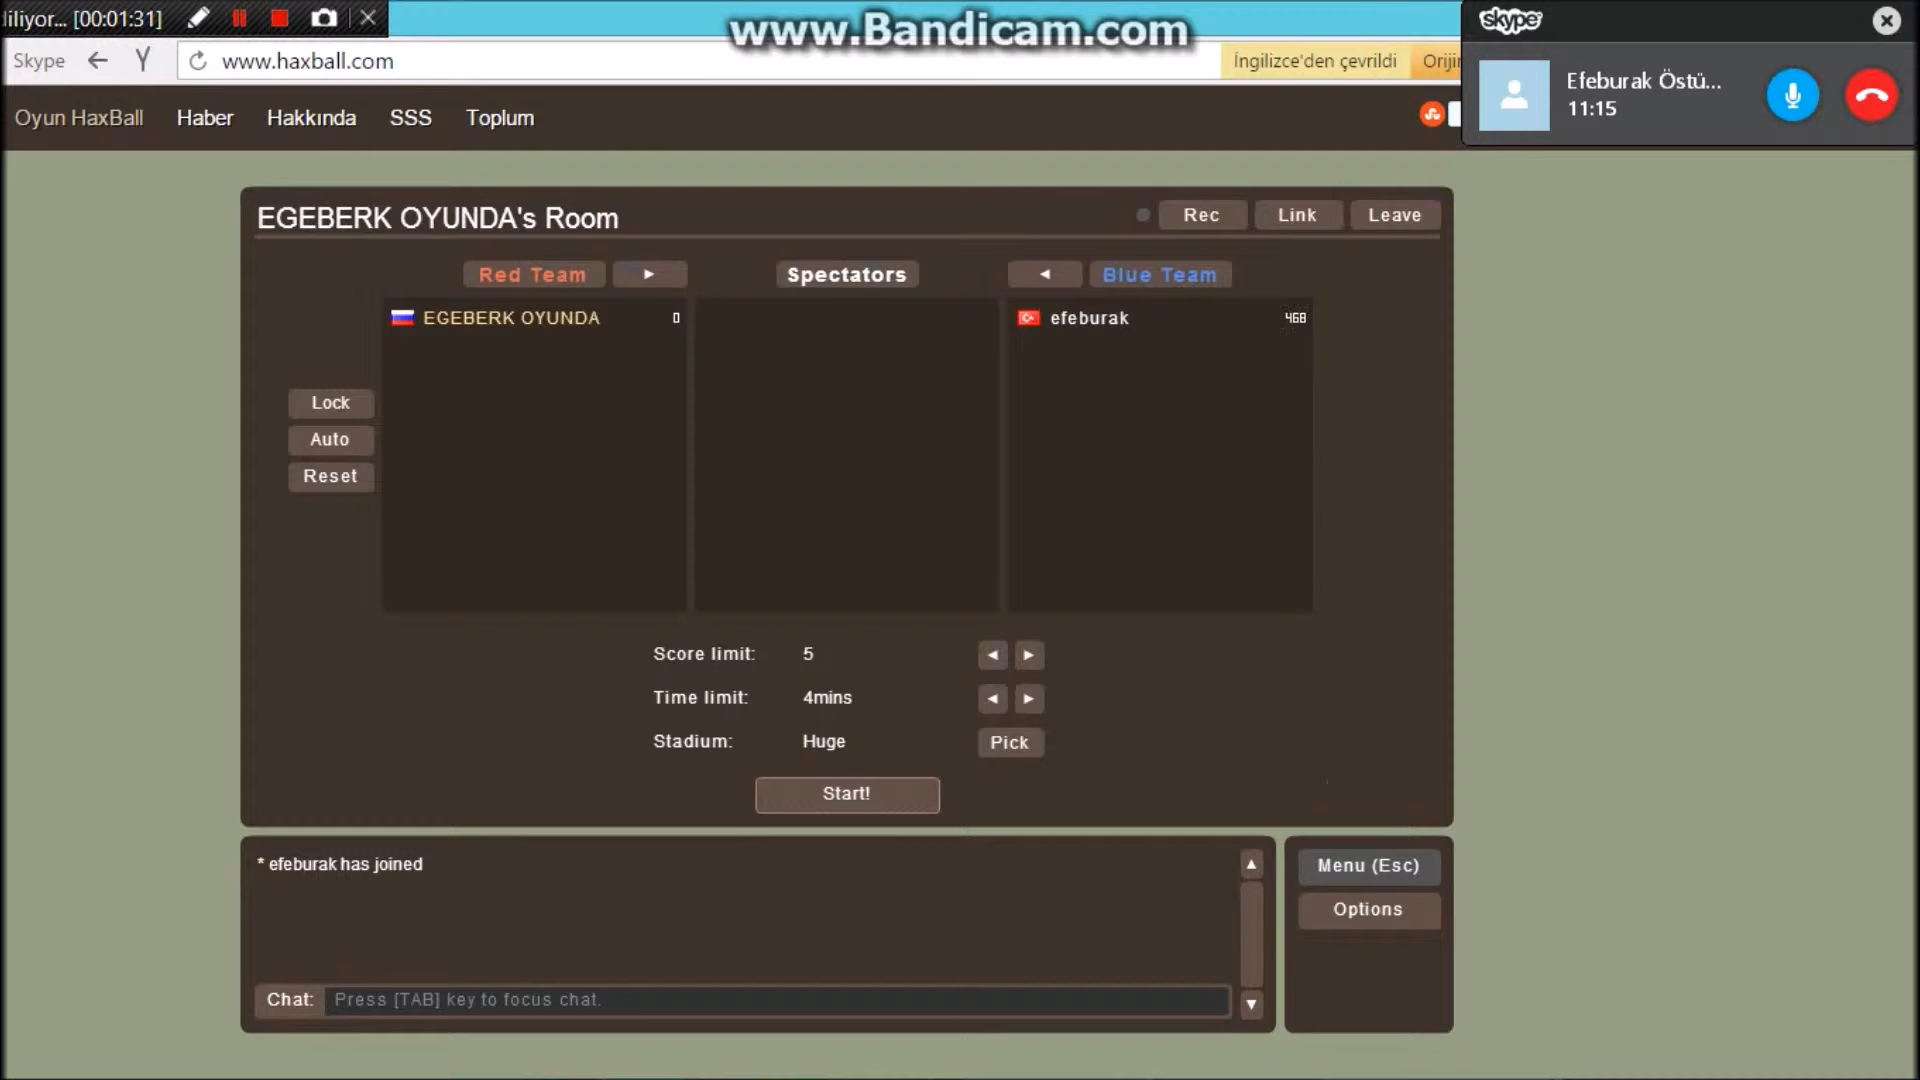 iliyor... [00:01:31]
www.Bandicam.com
skype
Skype
www.haxball.com
İngilizce'den çevrildi
Efeburak Östü...
11:15
Oyun HaxBall Haber Hakkında SSS Toplum
EGEBERK OYUNDA's Room
Rec Link Leave
Red Team Spectators Blue Team
EGEBERK OYUNDA 0
efeburak 468
Lock
Auto
Reset
Score limit: 5
Time limit: 4mins
Stadium: Huge Pick
Start!
* efeburak has joined
Menu (Esc)
Options
Chat: Press [TAB] key to focus chat.